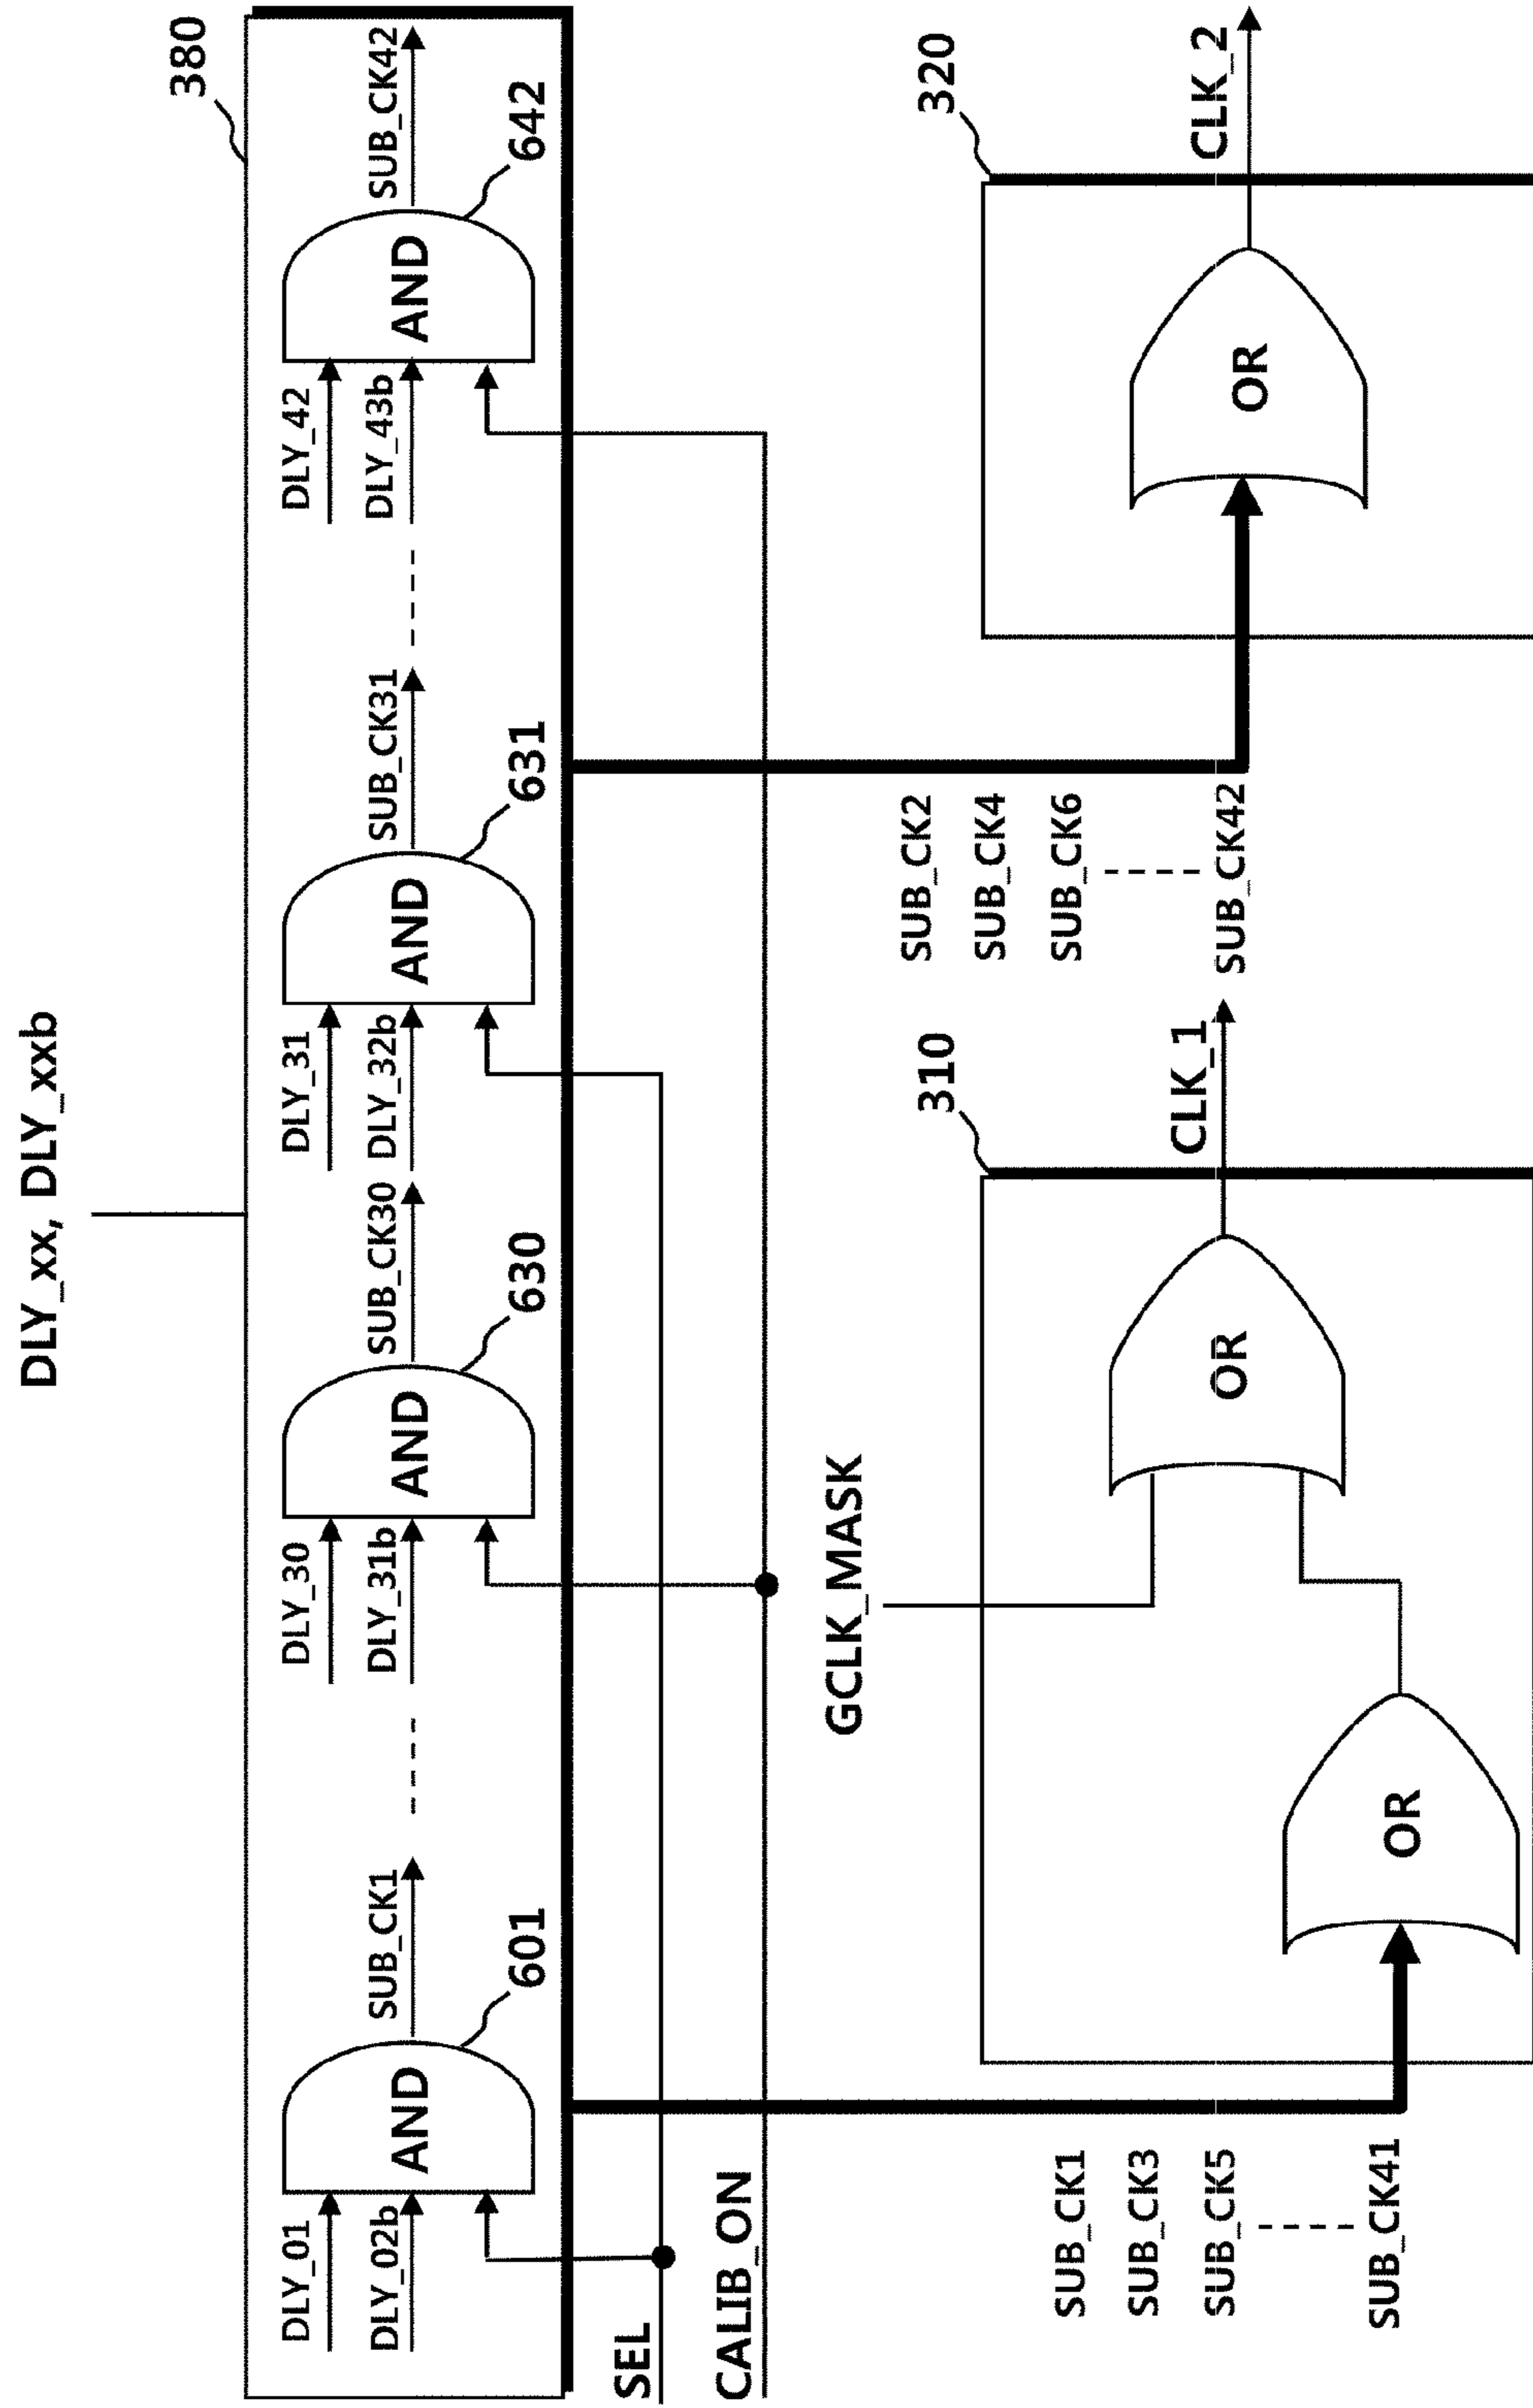 DLY_xx, DLY_xxb
380
DLY_01
DLY_02b
AND
SUB_CK1
601
DLY_30
DLY_31b
AND
SUB_CK30
630
DLY_31
DLY_32b
AND
SUB_CK31
631
DLY_42
DLY_43b
AND
SUB_CK42
642
SEL
CALIB_ON
GCLK_MASK
310
SUB_CK1
SUB_CK3
SUB_CK5
SUB_CK41
OR
OR
CLK_1
320
SUB_CK2
SUB_CK4
SUB_CK6
SUB_CK42
OR
CLK_2